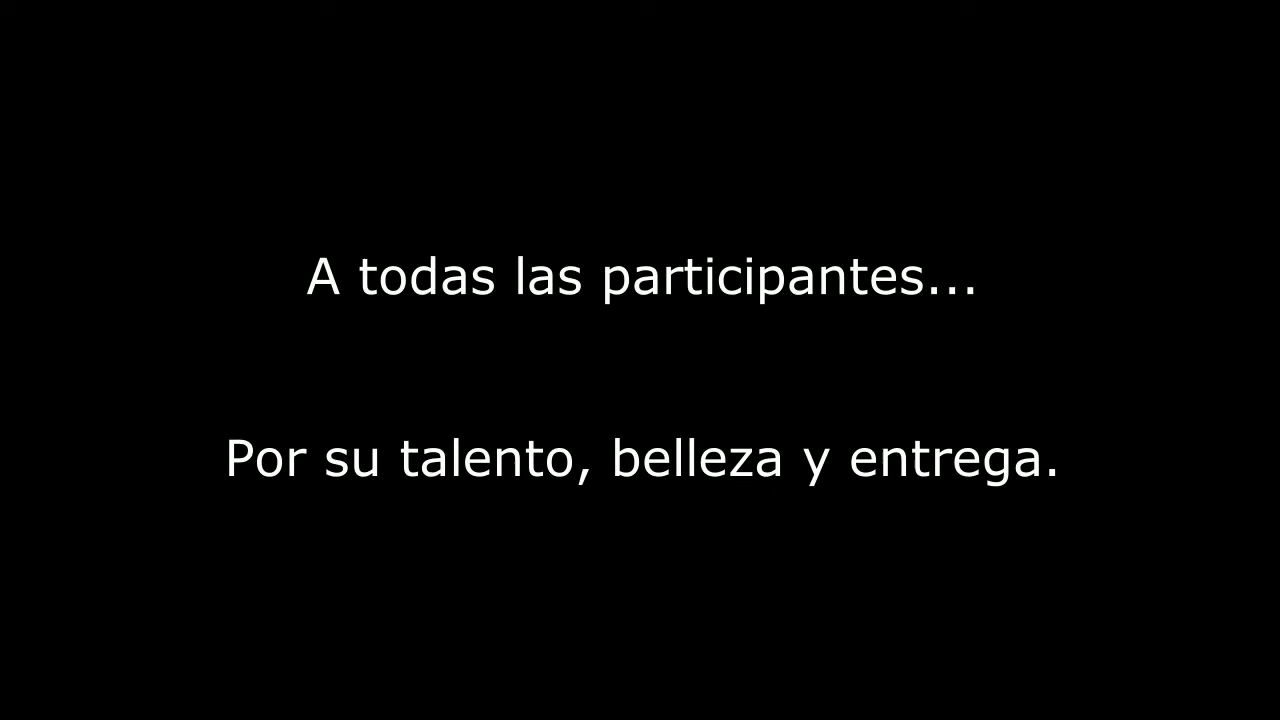 A todas las participantes...
Por su talento, belleza y entrega.